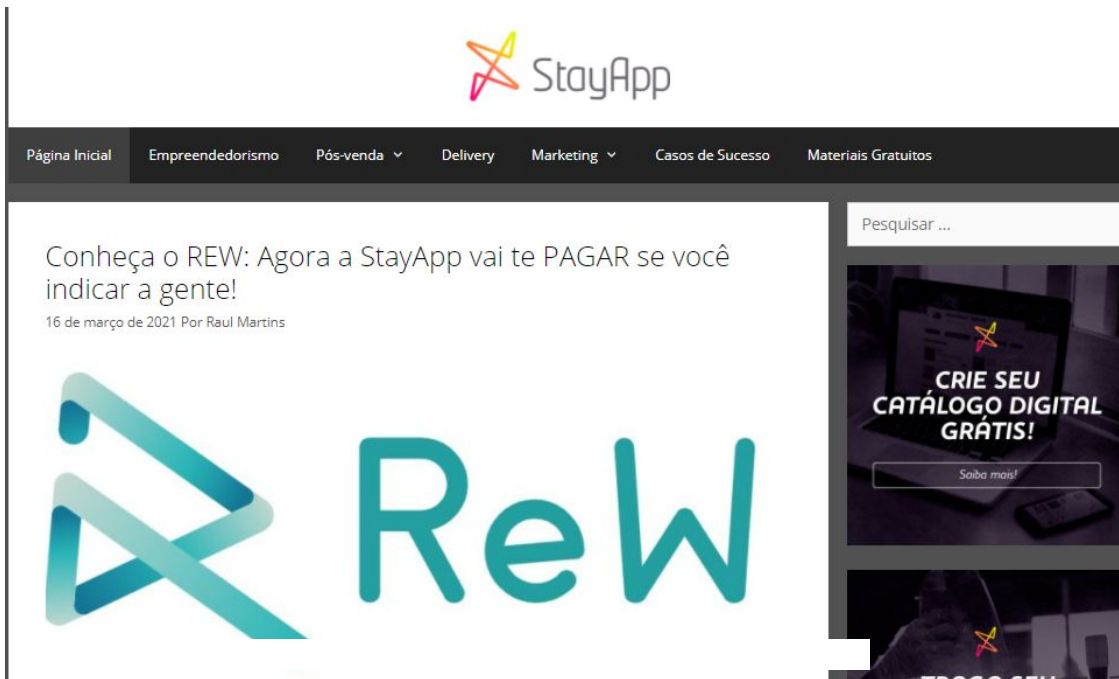 StayApp
Página Inicial Empreendedorismo Pós-venda Delivery Marketing Casos de Sucesso Materiais Gratuitos
Pesquisar ...
Conheça o REW: Agora a StayApp vai te PAGAR se você
indicar a gente!
16 de março de 2021 Por Raul Martins
ReW
CRIE SEU
CATÁLOGO DIGITAL
GRÁTIS!
Saiba mais!